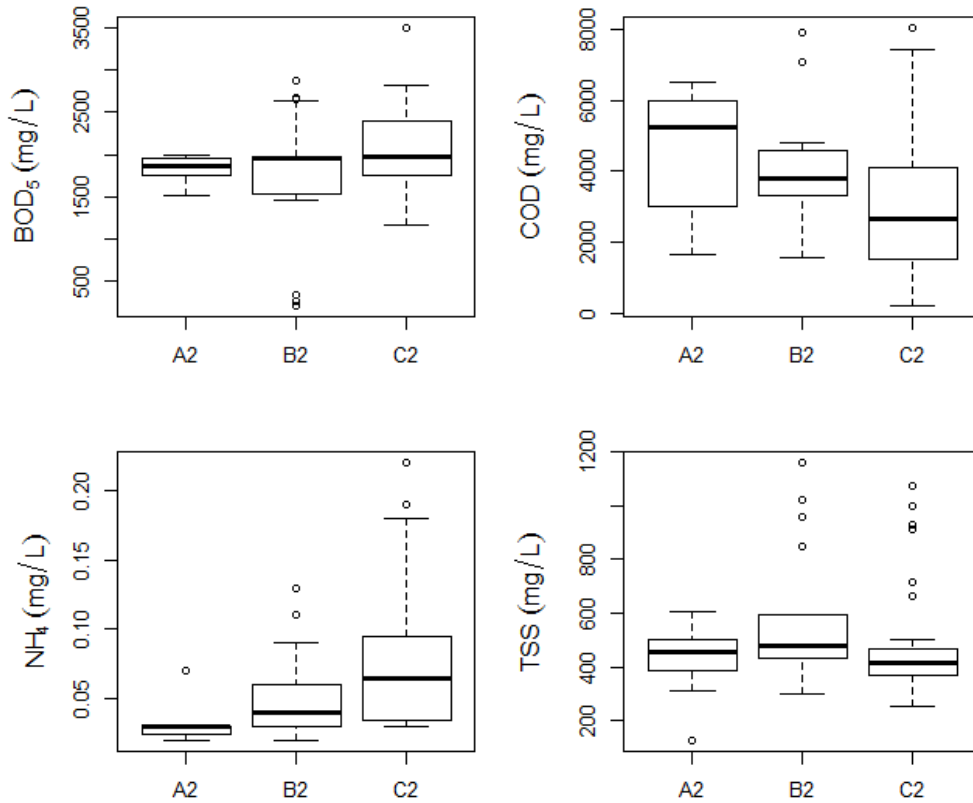 BOD₅ (mg/L)
3500
2500
1500
500
A2 B2 C2
COD (mg/L)
8000
6000
4000
2000
0
A2 B2 C2
NH₄ (mg/L)
0.20
0.15
0.10
0.05
A2 B2 C2
TSS (mg/L)
1200
800
600
400
200
A2 B2 C2